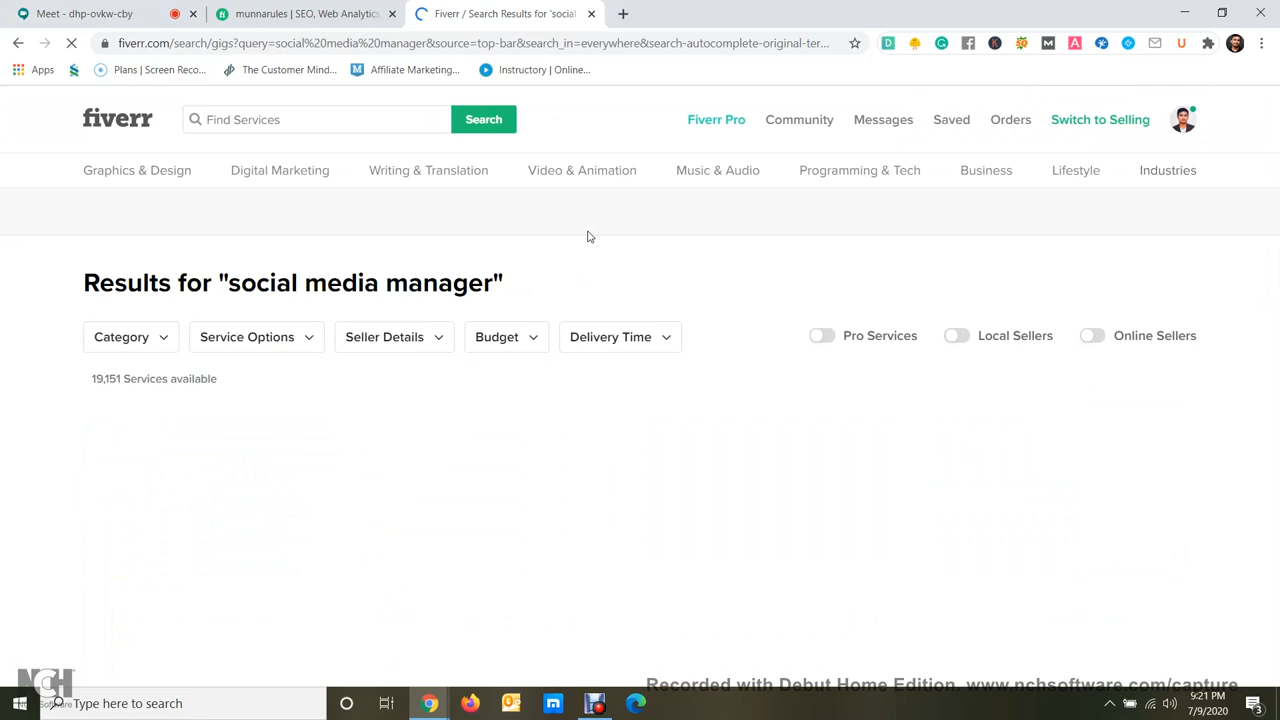 Meet - dhp-ovkw-cby
munnarules | SEO, Web Analytics,
Fiverr / Search Results for 'social
fiverr.com/search/gigs?query=social%20media%20manager&source=top-bar&search_in=everywhere&search-autocomplete-original-ter...
Apps
Plans | Screen Reco...
The Customer Mind...
Affiliate Marketing...
Instructory | Online...
fiverr
Find Services
Search
Fiverr Pro
Community
Messages
Saved
Orders
Switch to Selling
Graphics & Design
Digital Marketing
Writing & Translation
Video & Animation
Music & Audio
Programming & Tech
Business
Lifestyle
Industries
Results for "social media manager"
Category
Service Options
Seller Details
Budget
Delivery Time
Pro Services
Local Sellers
Online Sellers
19,151 Services available
NCH
Software
Recorded with Debut Home Edition. www.nchsoftware.com/capture
Type here to search
9:21 PM
7/9/2020
3